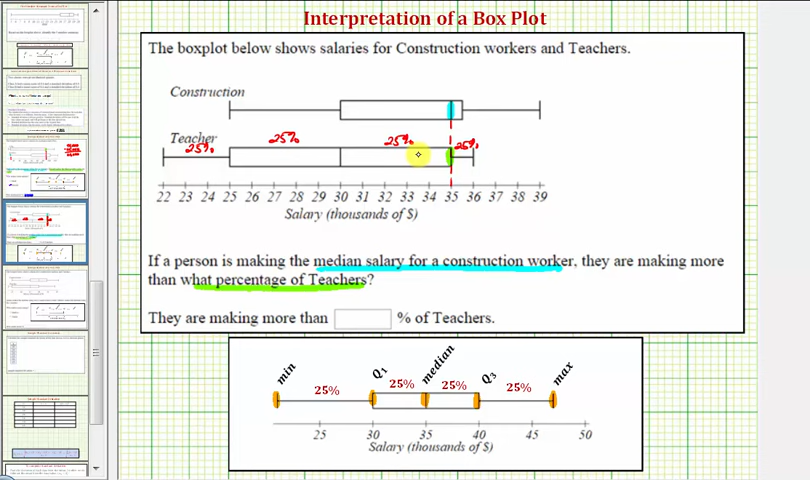 Interpretation of a Box Plot
The boxplot below shows salaries for Construction workers and Teachers.
Construction
Teacher
25% 25% 25% 25%
22 23 24 25 26 27 28 29 30 31 32 33 34 35 36 37 38 39
Salary (thousands of $)
If a person is making the median salary for a construction worker, they are making more
than what percentage of Teachers?
They are making more than % of Teachers.
min Q1 median Q3 max
25% 25% 25% 25%
25 30 35 40 45 50
Salary (thousands of $)